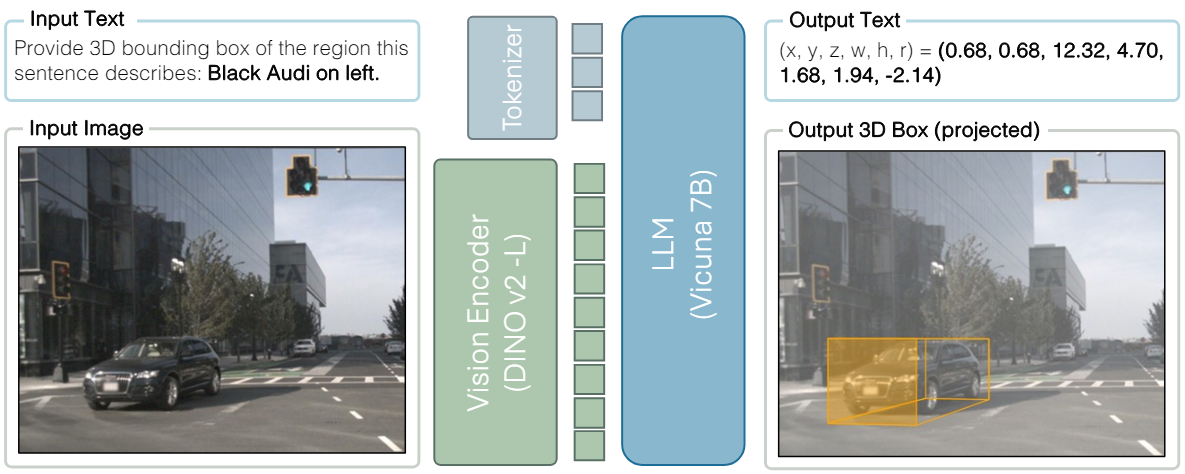 Input Text
Provide 3D bounding box of the region this
sentence describes: Black Audi on left.
Input Image
Tokenizer
Vision Encoder
(DINO v2 -L)
LLM
(Vicuna 7B)
Output Text
(x, y, z, w, h, r) = (0.68, 0.68, 12.32, 4.70,
1.68, 1.94, -2.14)
Output 3D Box (projected)